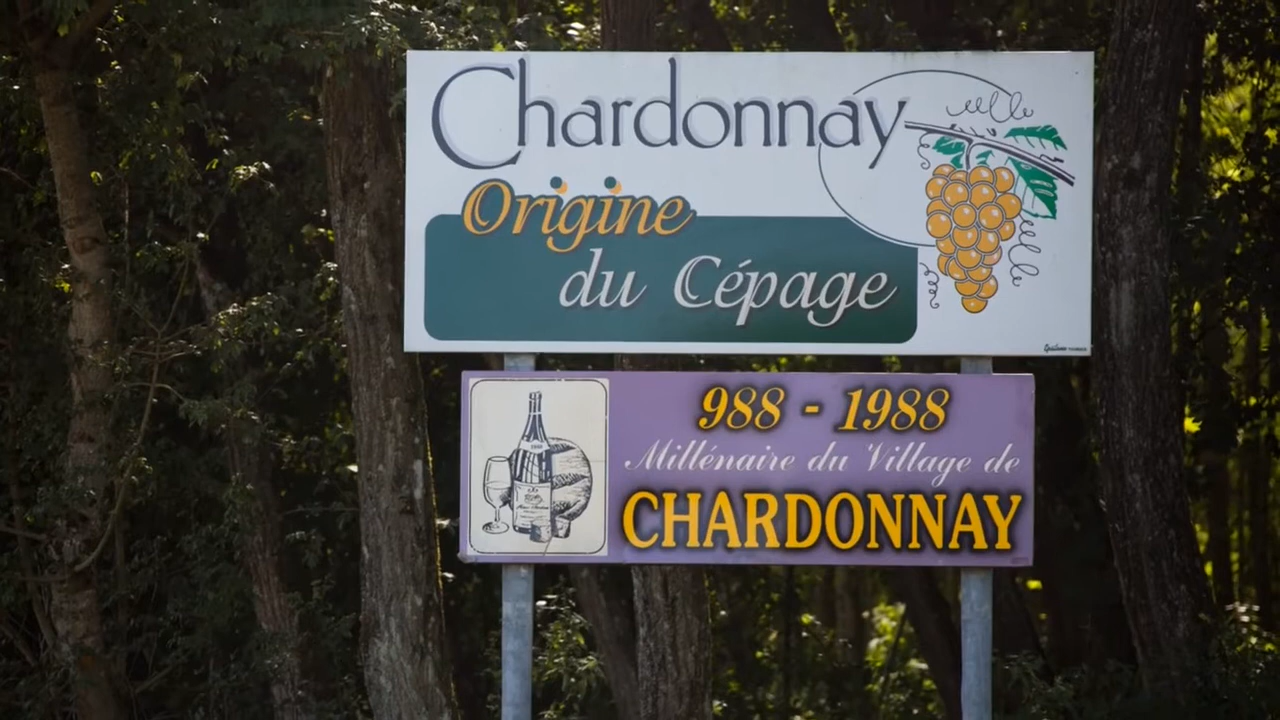 Chardonnay
Origine
du Cépage
988 - 1988
Millénaire du Village de
CHARDONNAY